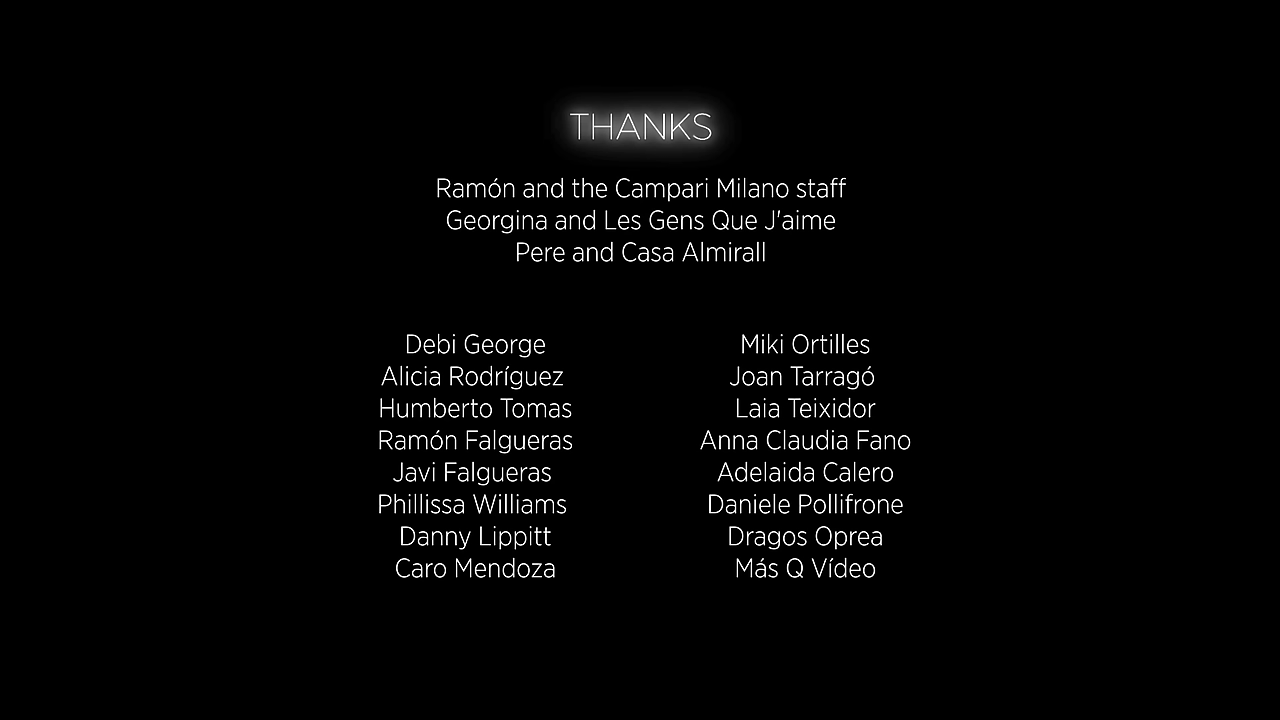 THANKS
Ramón and the Campari Milano staff
Georgina and Les Gens Que J'aime
Pere and Casa Almirall
Debi George
Alicia Rodríguez
Humberto Tomas
Ramón Falgueras
Javi Falgueras
Phillissa Williams
Danny Lippitt
Caro Mendoza
Miki Ortilles
Joan Tarragó
Laia Teixidor
Anna Claudia Fano
Adelaida Calero
Daniele Pollifrone
Dragos Oprea
Más Q Vídeo